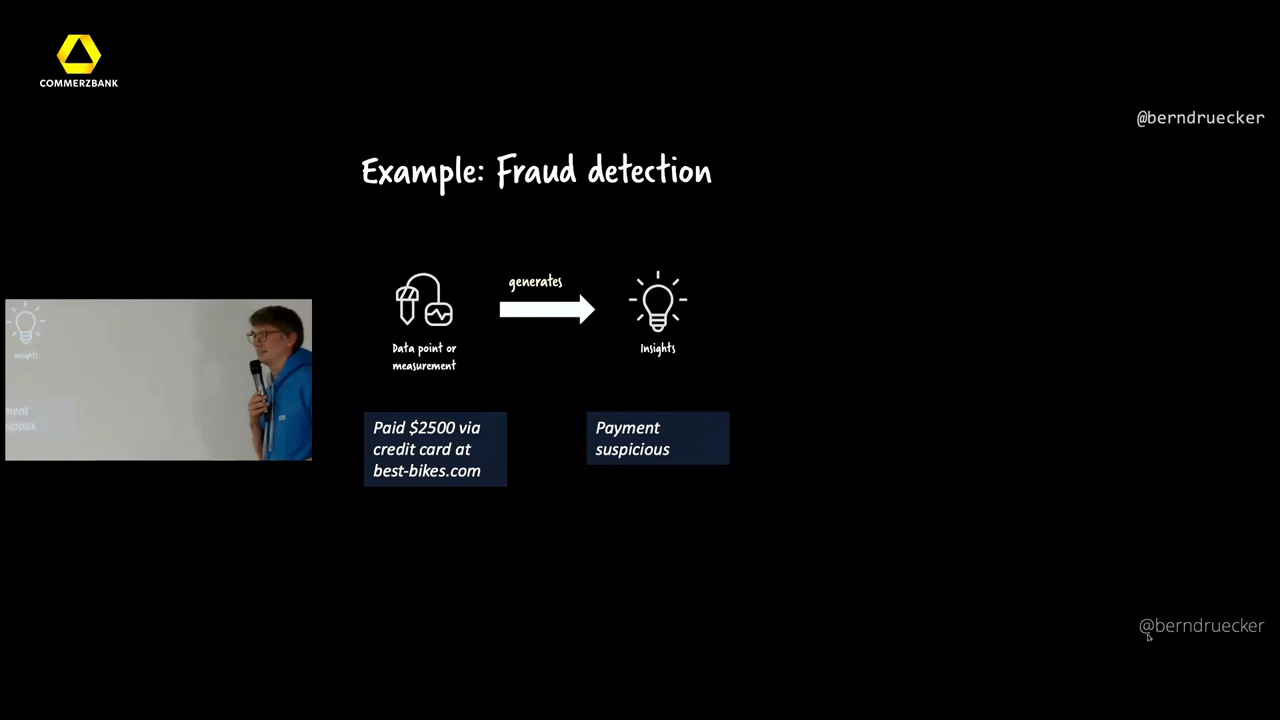 COMMERZBANK
@berndruecker
Example: Fraud detection
generates
Data point or
measurement
Insights
Insights
Paid $2500 via
credit card at
best-bikes.com
Payment
suspicious
@berndruecker